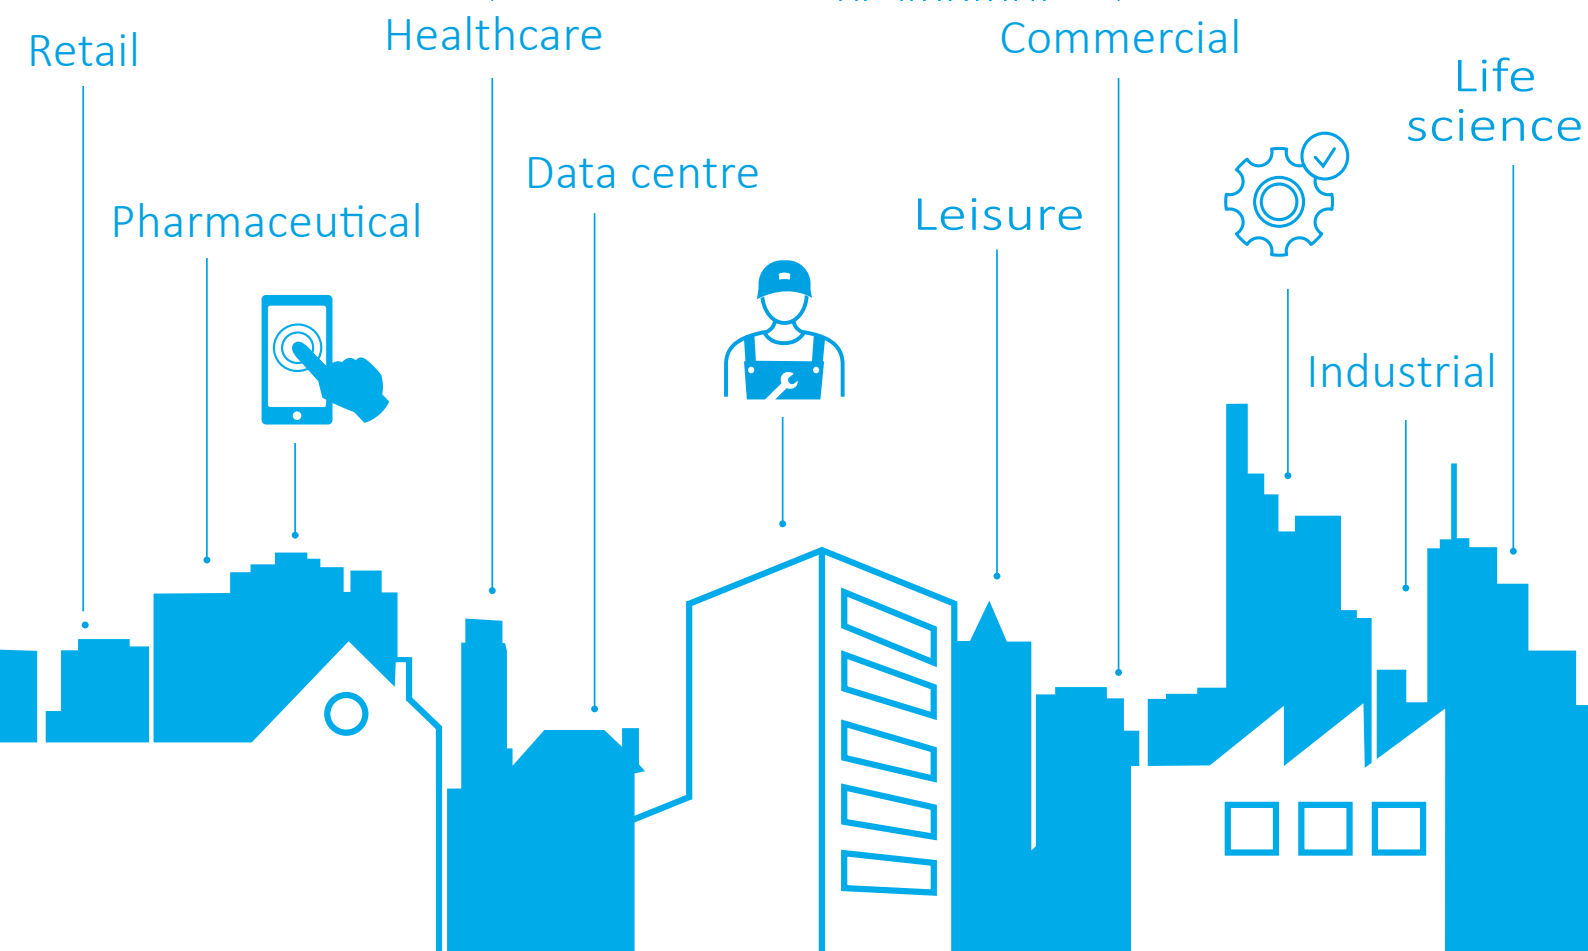 Retail
Healthcare
Commercial
Life
science
Data centre
Pharmaceutical
Leisure
Industrial